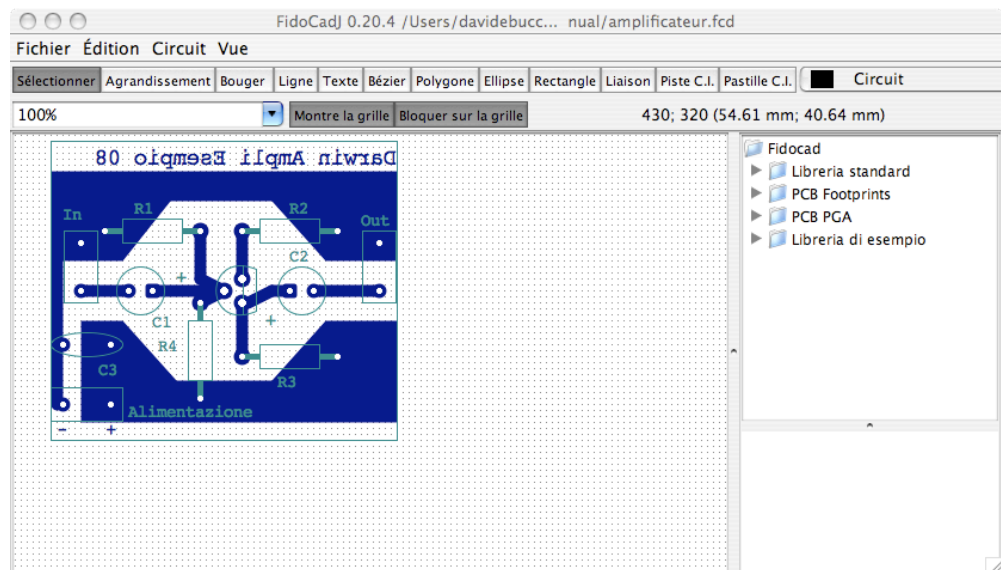 FidoCadJ 0.20.4 /Users/davidebucc... nual/amplificateur.fcd
Fichier Édition Circuit Vue
Sélectionner Agrandissement Bouger Ligne Texte Bézier Polygone Ellipse Rectangle Liaison Piste C.I. Pastille C.I. Circuit
100% Montre la grille Bloquer sur la grille 430; 320 (54.61 mm; 40.64 mm)
Darwin Ampli Esempio 08
In R1 R2 Out
C2
+
C1 +
R4
C3 R3
Alimentazione
- +
Fidocad
Libreria standard
PCB Footprints
PCB PGA
Libreria di esempio